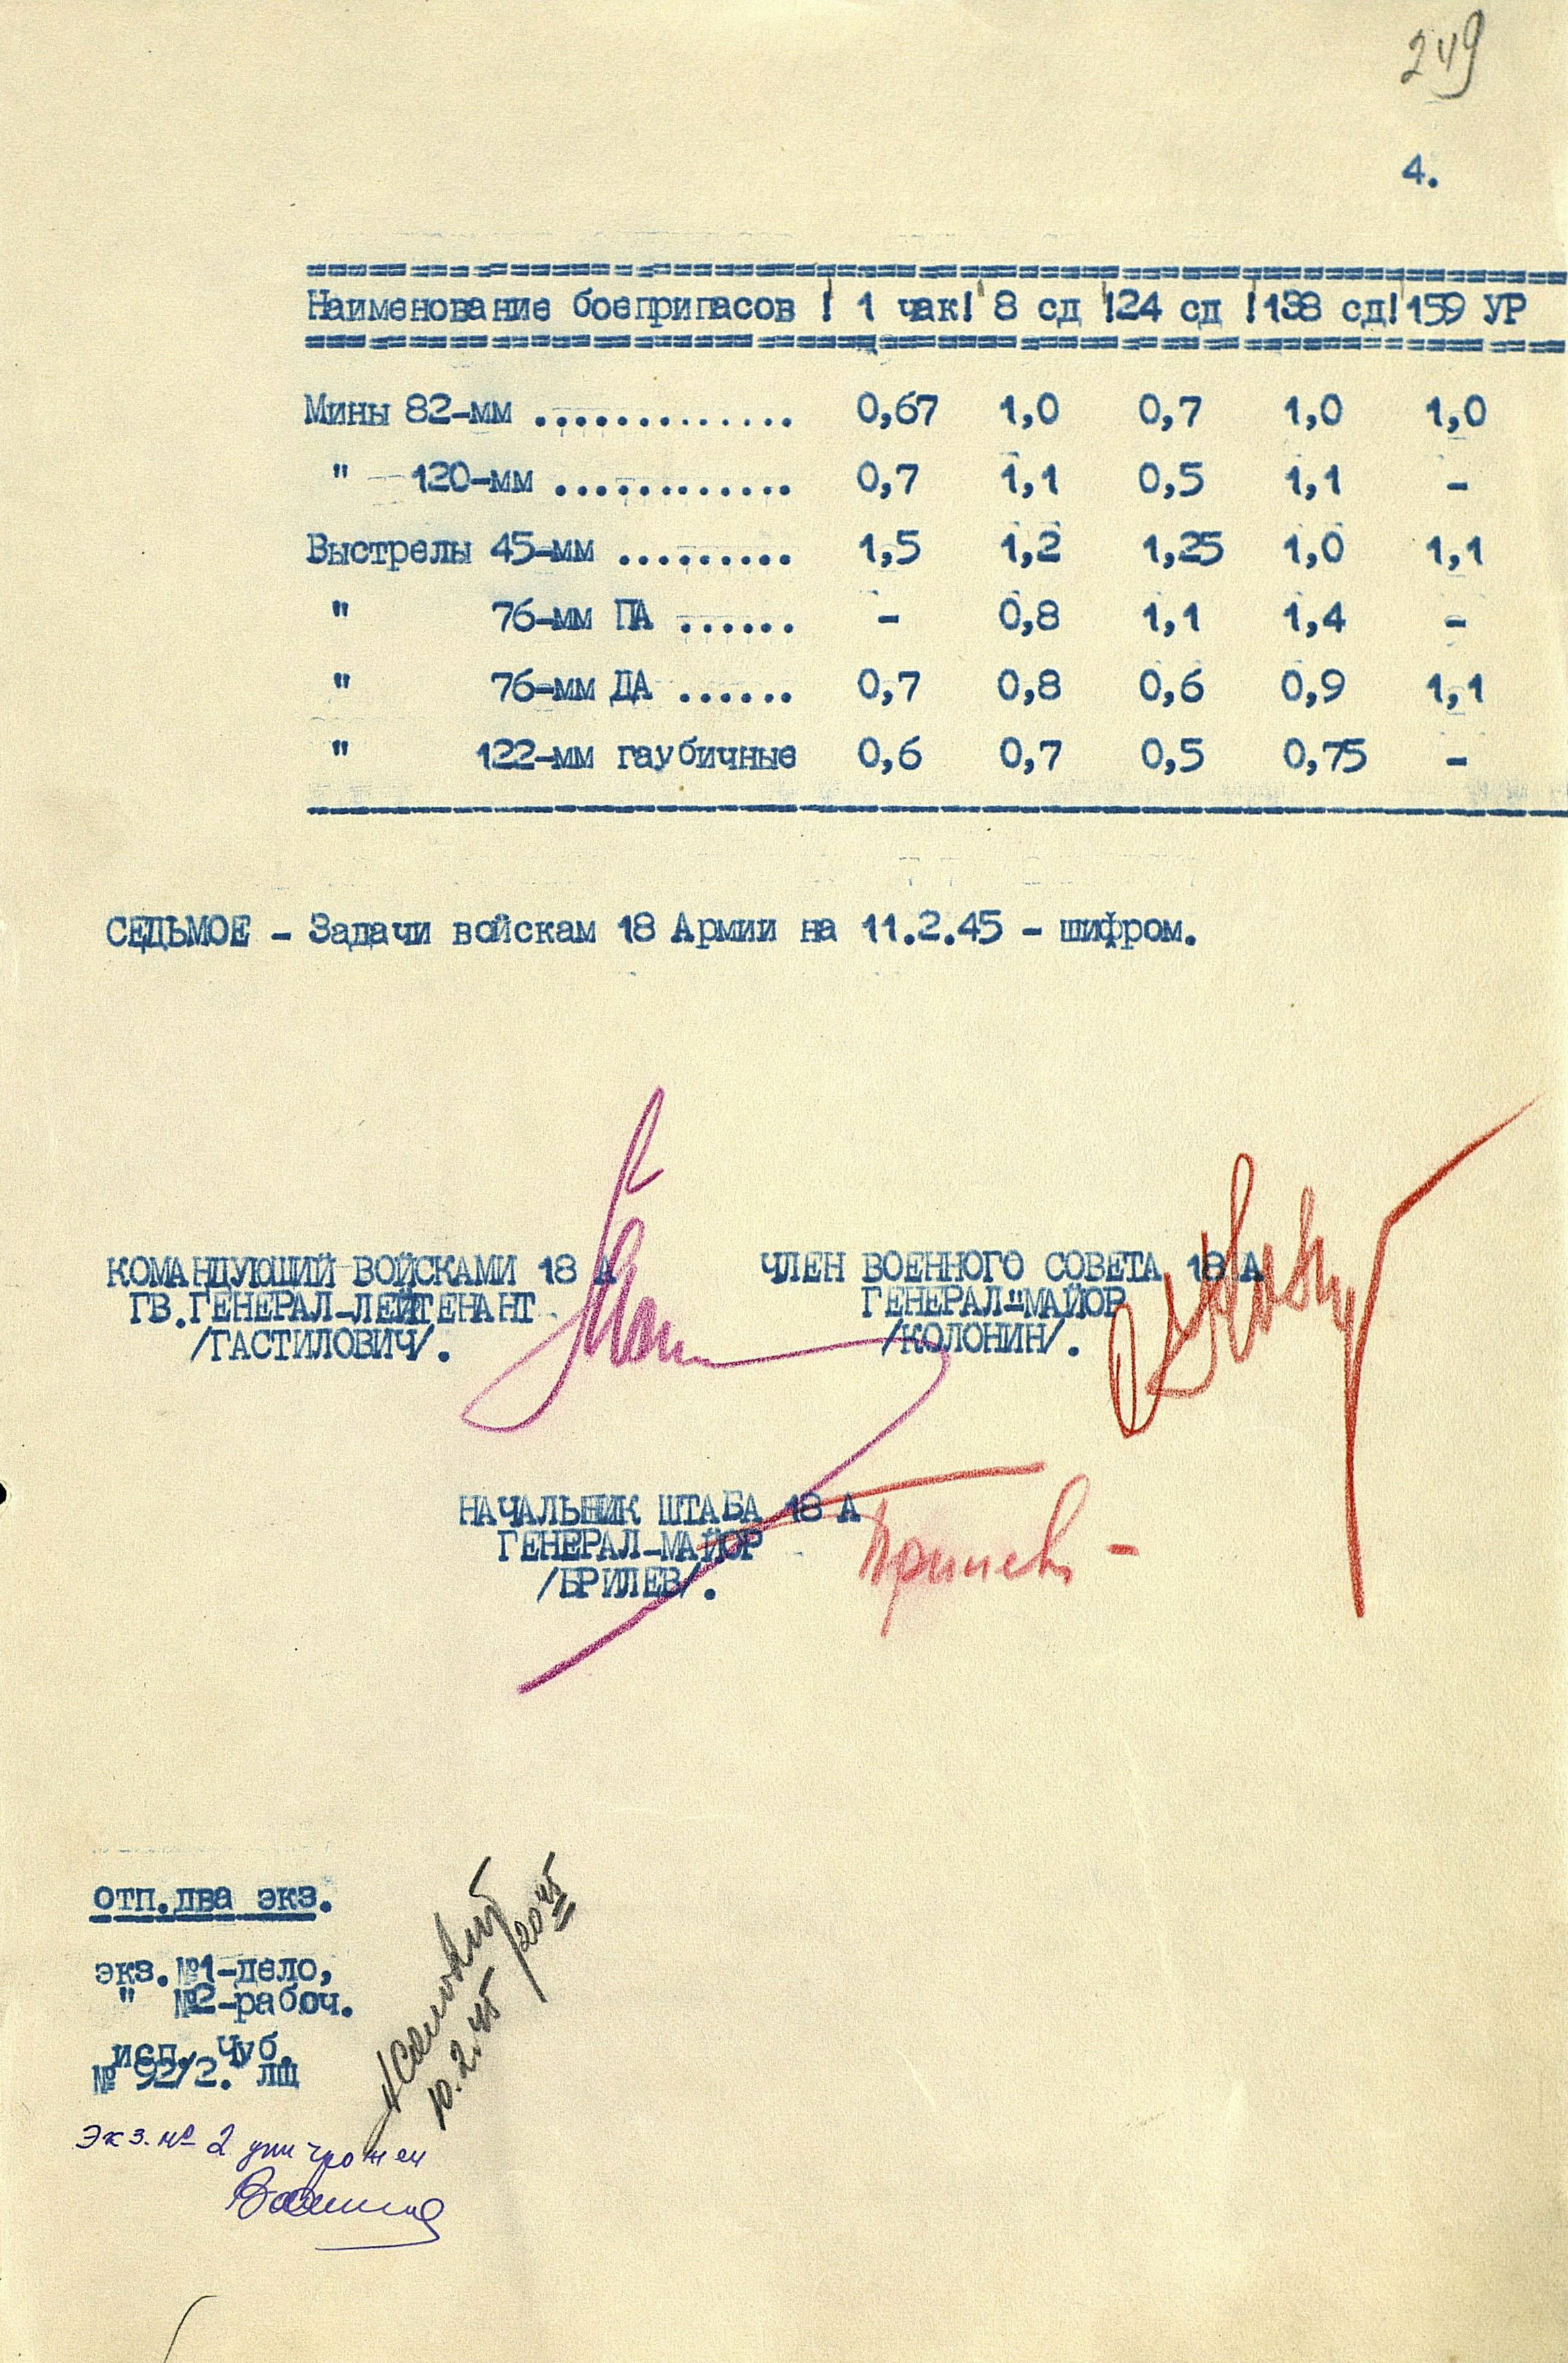 249
4.
Наименование боеприпасов ! 1 чак! 8 сд !24 сд !138 сд!159 УР
Мины 82-мм ............. 0,67 1,0 0,7 1,0 1,0
" 120-мм ............ 0,7 1,1 0,5 1,1 -
Выстрелы 45-мм ......... 1,5 1,2 1,25 1,0 1,1
" 76-мм ПА ...... - 0,8 1,1 1,4 -
" 76-мм ДА ...... 0,7 0,8 0,6 0,9 1,1
" 122-мм гаубичные 0,6 0,7 0,5 0,75 -
СЕДЬМОЕ - Задачи войскам 18 Армии на 11.2.45 - шифром.
КОМАНДУЮЩИЙ ВОЙСКАМИ 18 А
ГВ.ГЕНЕРАЛ-ЛЕЙТЕНАНТ
/ГАСТИЛОВИЧ/.
ЧЛЕН ВОЕННОГО СОВЕТА 18 А
ГЕНЕРАЛ-МАЙОР
/КОЛОНИН/.
НАЧАЛЬНИК ШТАБА 18 А
ГЕНЕРАЛ-МАЙОР
/БРИЛЕВ/.
Брилев -
отп.два экз.
экз.№1-дело,
" №2-рабоч.
исп. Чуб.
№ 92/2. лщ
10.2.45
Экз. № 2 уничтожен